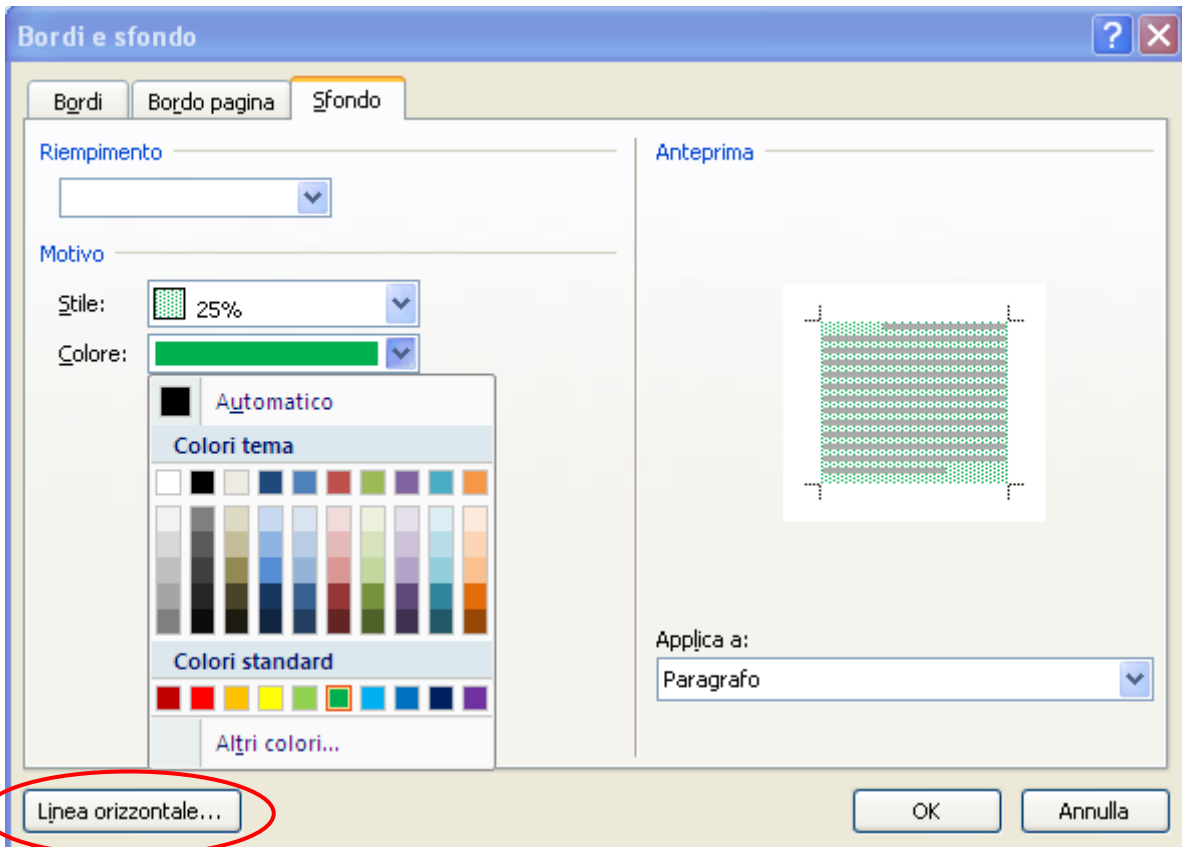 Bordi e sfondo
Bordi
Bordo pagina
Sfondo
Riempimento
Anteprima
Motivo
Stile:
25%
Colore:
Automatico
Colori tema
Colori standard
Altri colori...
Applica a:
Paragrafo
Linea orizzontale...
OK
Annulla